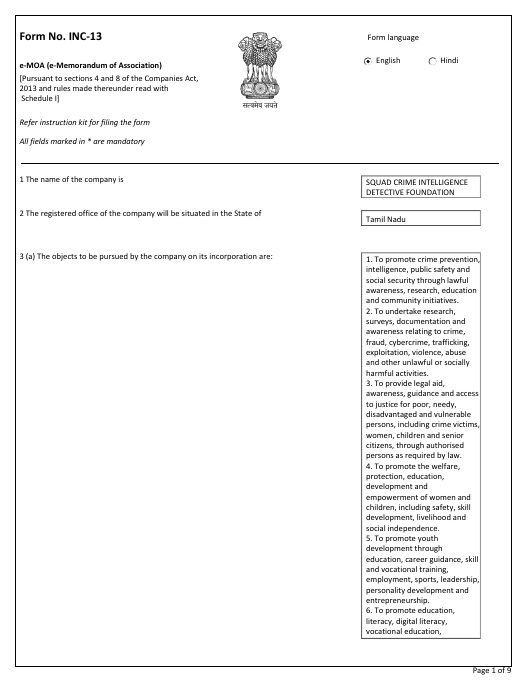 Form No. INC-13
Form language
English
Hindi
e-MOA (e-Memorandum of Association)
[Pursuant to sections 4 and 8 of the Companies Act,
2013 and rules made thereunder read with
Schedule I]
सत्यमेव जयते
Refer instruction kit for filing the form
All fields marked in * are mandatory
1 The name of the company is
SQUAD CRIME INTELLIGENCE
DETECTIVE FOUNDATION
2 The registered office of the company will be situated in the State of
Tamil Nadu
3 (a) The objects to be pursued by the company on its incorporation are:
1. To promote crime prevention,
intelligence, public safety and
social security through lawful
awareness, research, education
and community initiatives.
2. To undertake research,
surveys, documentation and
awareness relating to crime,
fraud, cybercrime, trafficking,
exploitation, violence, abuse
and other unlawful or socially
harmful activities.
3. To provide legal aid,
awareness, guidance and access
to justice for poor, needy,
disadvantaged and vulnerable
persons, including crime victims,
women, children and senior
citizens, through authorised
persons as required by law.
4. To promote the welfare,
protection, education,
development and
empowerment of women and
children, including safety, skill
development, livelihood and
social independence.
5. To promote youth
development through
education, career guidance, skill
and vocational training,
employment, sports, leadership,
personality development and
entrepreneurship.
6. To promote education,
literacy, digital literacy,
vocational education,
Page 1 of 9